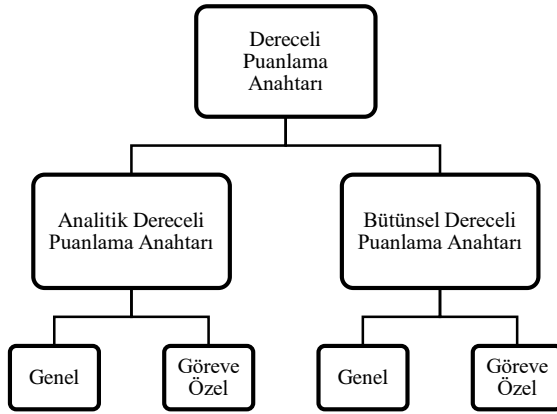 Dereceli
Puanlama
Anahtarı
Analitik Dereceli
Puanlama Anahtarı
Bütünsel Dereceli
Puanlama Anahtarı
Genel
Göreve
Özel
Genel
Göreve
Özel